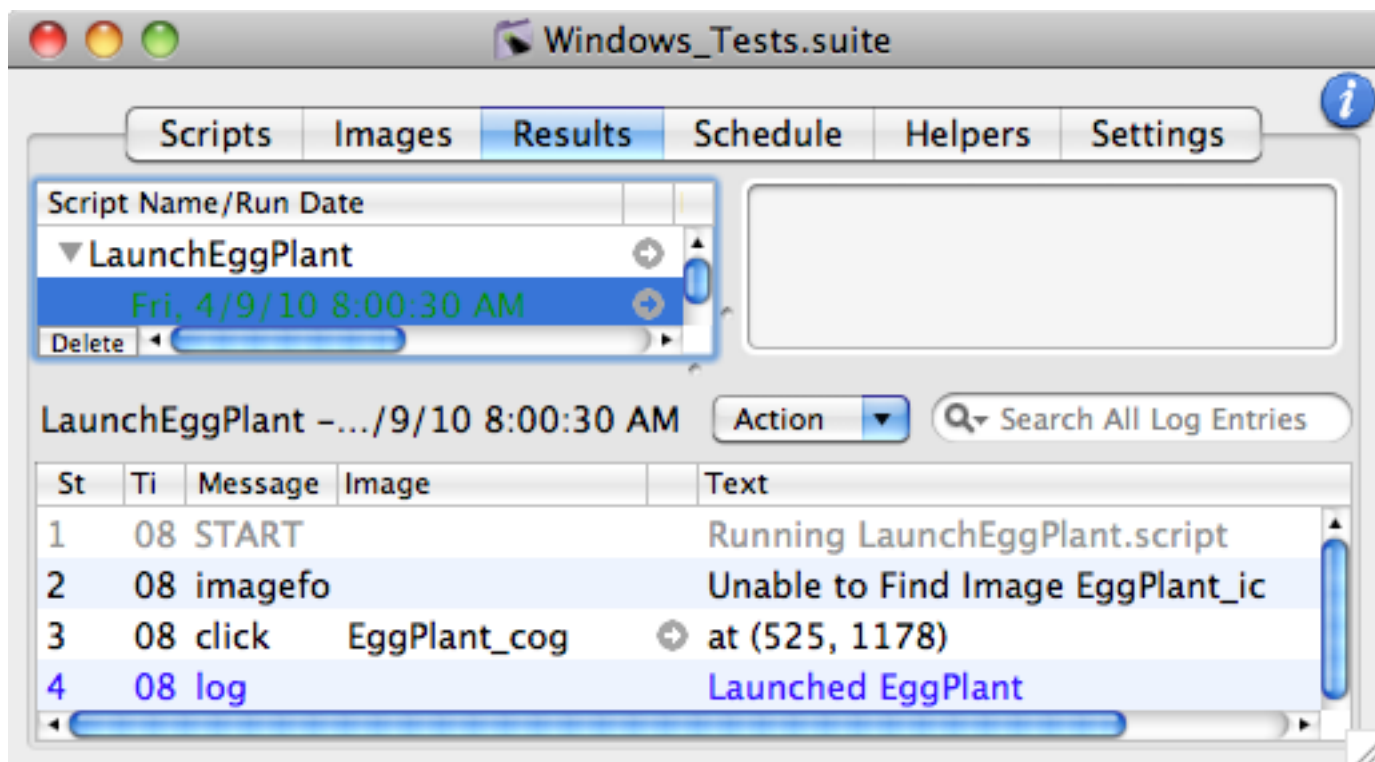 Windows_Tests.suite
i
Scripts Images Results Schedule Helpers Settings
Script Name/Run Date
LaunchEggPlant
Fri, 4/9/10 8:00:30 AM
Delete
LaunchEggPlant -.../9/10 8:00:30 AM Action Search All Log Entries
St Ti Message Image Text
1 08 START Running LaunchEggPlant.script
2 08 imagefo Unable to Find Image EggPlant_ic
3 08 click EggPlant_cog at (525, 1178)
4 08 log Launched EggPlant